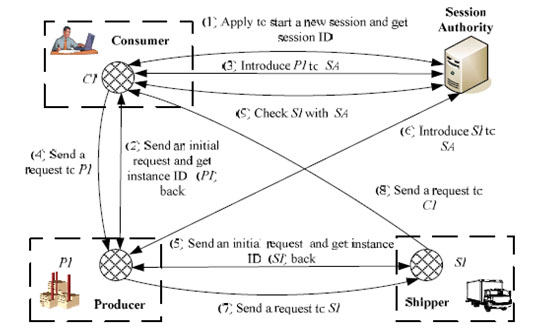 (1) Apply to start a new session and get
session ID
Session
Authority
Consumer
C1
(3) Introduce P1 to SA
(9) Check S1 with SA
(6) Introduce S1 to
SA
(4) Send a
request to P1
(2) Send an initial
request and get
instance ID (P1)
back
(8) Send a request to
C1
(5) Send an initial request and get instance
ID (S1) back
P1
S1
Producer
(7) Send a request to S1
Shipper